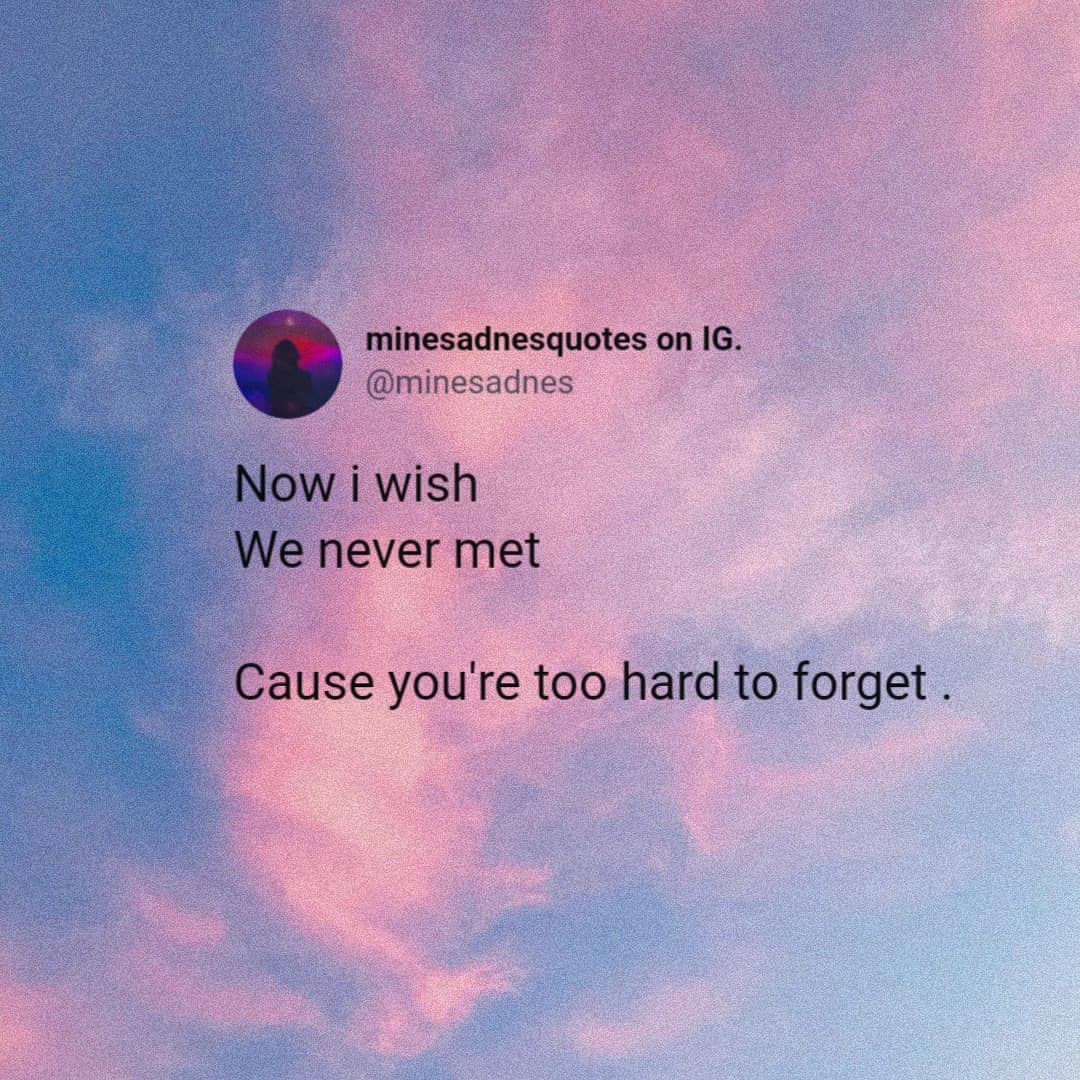 minesadnesquotes on IG.
@minesadnes
Now i wish
We never met
Cause you're too hard to forget .